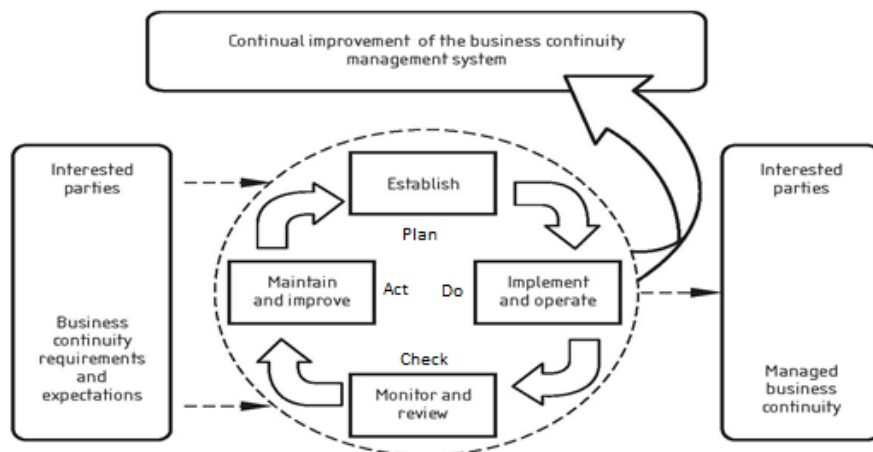 Continual improvement of the business continuity
management system
Interested
parties
Business
continuity
requirements
and
expectations
Establish
Plan
Maintain
and improve
Act
Do
Implement
and operate
Check
Monitor and
review
Interested
parties
Managed
business
continuity